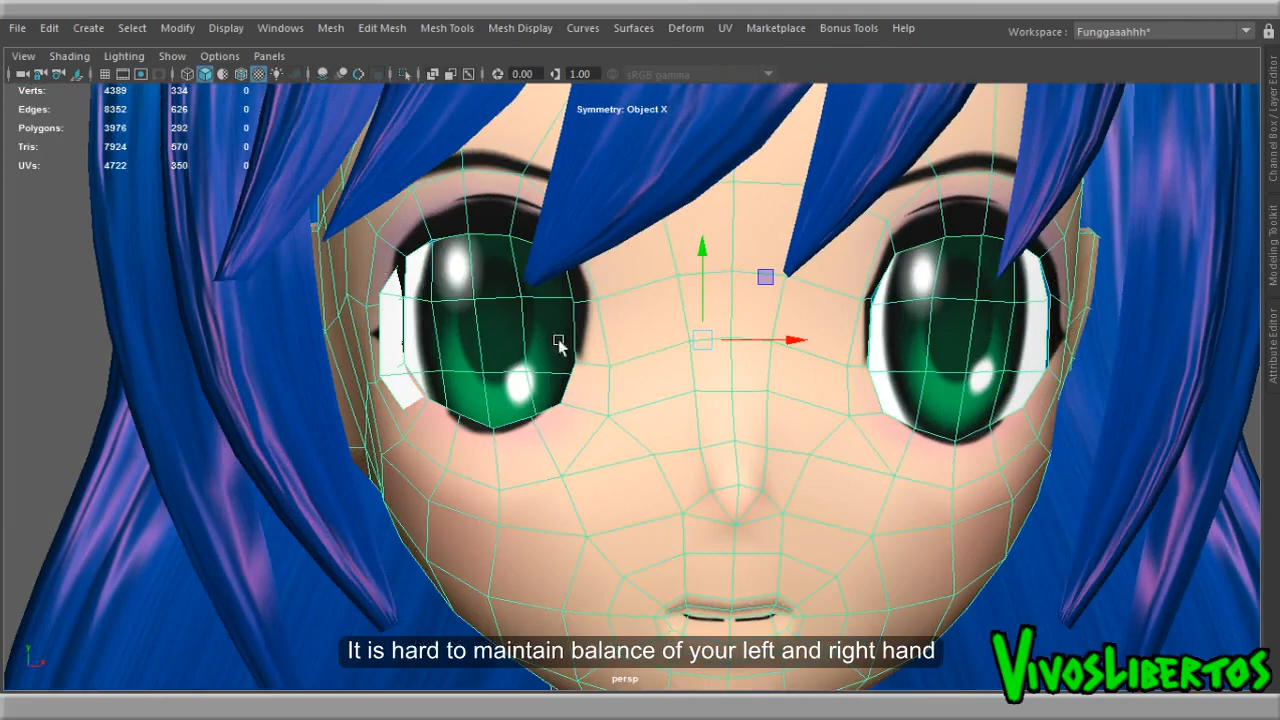 File Edit Create Select Modify Display Windows Mesh Edit Mesh Mesh Tools Mesh Display Curves Surfaces Deform UV Marketplace Bonus Tools Help Workspace : Funggaaahhh*
View Shading Lighting Show Options Panels
0.00 1.00 sRGB gamma
Verts: 4389 334 0
Edges: 8352 626 0
Polygons: 3976 292 0
Tris: 7924 570 0
UVs: 4722 350 0
Symmetry: Object X
Channel Box / Layer Editor
Modeling Toolkit
Attribute Editor
It is hard to maintain balance of your left and right hand
persp
y
x
VIVOSLIBERTOS